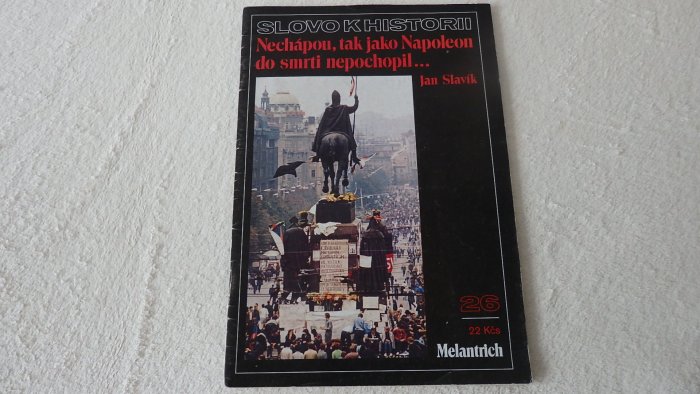 SLOVO K HISTORII
Nechápou, tak jako Napoleon
do smrti nepochopil...
Jan Slavík
26
22 Kčs
Melantrich